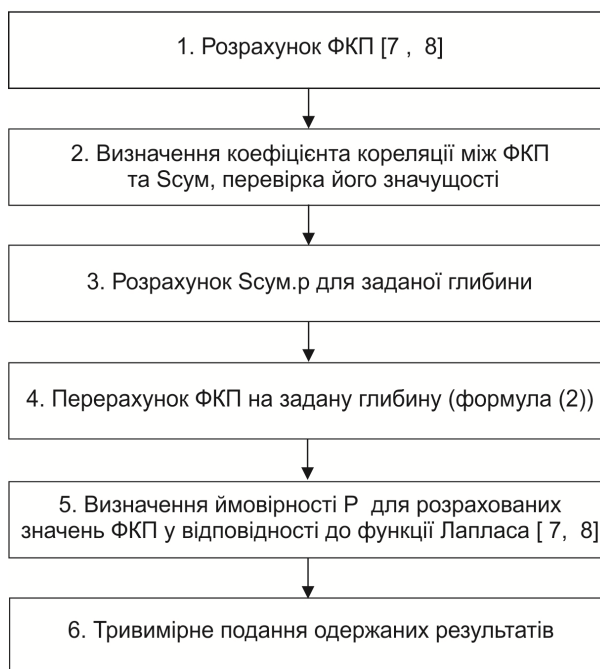 1. Розрахунок ФКП [7 , 8]
2. Визначення коефіцієнта кореляції між ФКП
та Sсум, перевірка його значущості
3. Розрахунок Sсум.р для заданої глибини
4. Перерахунок ФКП на задану глибину (формула (2))
5. Визначення ймовірності Р для розрахованих
значень ФКП у відповідності до функції Лапласа [ 7, 8]
6. Тривимірне подання одержаних результатів